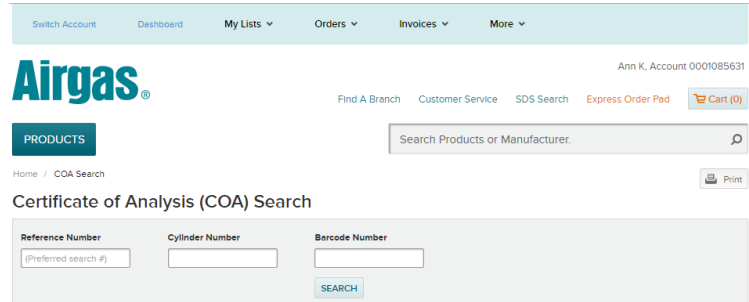 Switch Account Dashboard My Lists Orders Invoices More
Ann K, Account 0001085631
Airgas®
Find A Branch Customer Service SDS Search Express Order Pad Cart (0)
PRODUCTS Search Products or Manufacturer.
Home / COA Search
Print
Certificate of Analysis (COA) Search
Reference Number Cylinder Number Barcode Number
(Preferred search #)
SEARCH